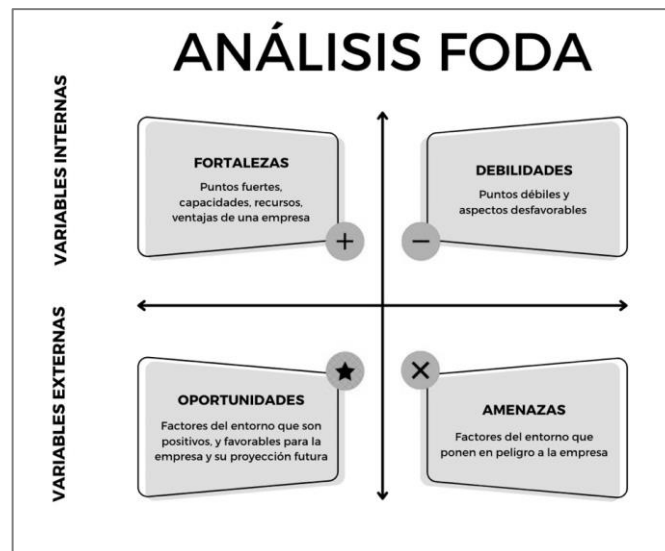 ANÁLISIS FODA
VARIABLES INTERNAS
FORTALEZAS
Puntos fuertes,
capacidades, recursos,
ventajas de una empresa
+
DEBILIDADES
Puntos débiles y
aspectos desfavorables
−
VARIABLES EXTERNAS
OPORTUNIDADES
Factores del entorno que son
positivos, y favorables para la
empresa y su proyección futura
AMENAZAS
Factores del entorno que
ponen en peligro a la empresa